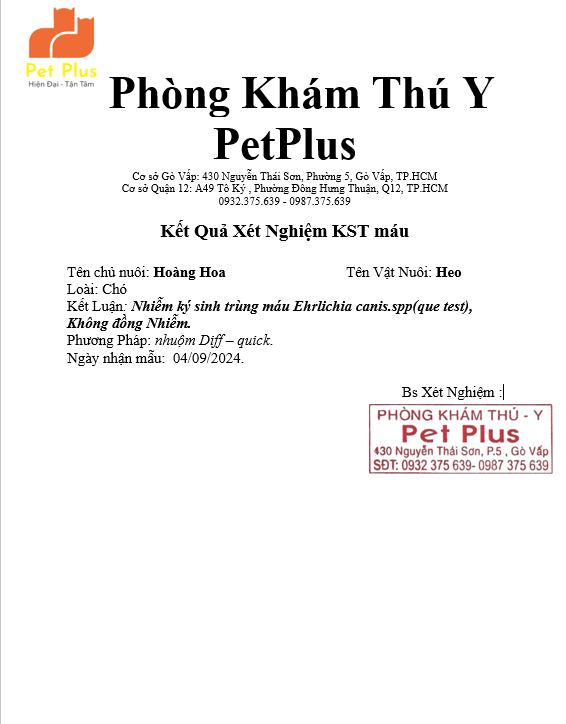 Pet Plus
Hiện Đại - Tận Tâm
Phòng Khám Thú Y
PetPlus
Cơ sở Gò Vấp: 430 Nguyễn Thái Sơn, Phường 5, Gò Vấp, TP.HCM
Cơ sở Quận 12: A49 Tô Ký , Phường Đông Hưng Thuận, Q12, TP.HCM
0932.375.639 - 0987.375.639
Kết Quả Xét Nghiệm KST máu
Tên chủ nuôi: Hoàng Hoa Tên Vật Nuôi: Heo
Loài: Chó
Kết Luận: Nhiễm ký sinh trùng máu Ehrlichia canis.spp(que test),
Không đồng Nhiễm.
Phương Pháp: nhuộm Diff – quick.
Ngày nhận mẫu: 04/09/2024.
Bs Xét Nghiệm :
PHÒNG KHÁM THÚ - Y
Pet Plus
430 Nguyễn Thái Sơn, P.5 , Gò Vấp
SĐT: 0932 375 639- 0987 375 639